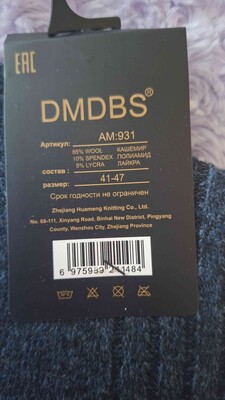 EAC
DMDBS®
Артикул: AM:931
85% WOOL КАШЕМИР
10% SPENDEX ПОЛИАМИД
5% LYCRA ЛАЙКРА
состав :
размер: 41-47
Срок годности не ограничен
Zhejiang Huameng Knitting Co., Ltd.
No. 69-111, Xinyang Road, Binhai New District, Pingyang
County, Wenzhou City, Zhejiang Province